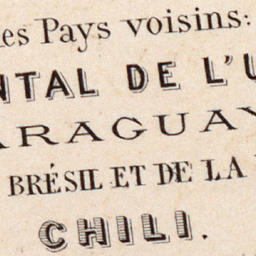 les Pays voisins:
NTAL DE L'U
ARAGUAY
BRÉSIL ET DE LA
CHILI.